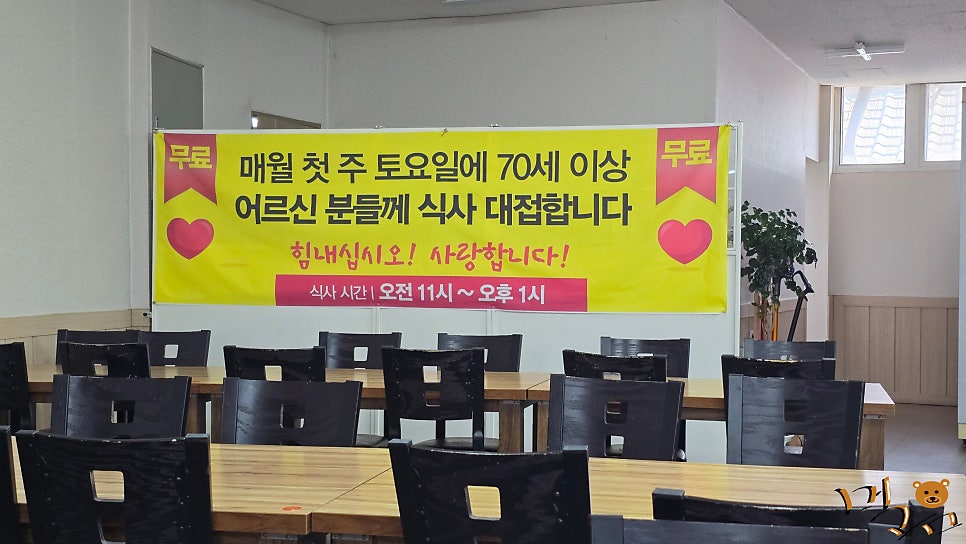 무료
매월 첫 주 토요일에 70세 이상
무료
어르신 분들께 식사 대접합니다
힘내십시오! 사랑합니다!
식사 시간 | 오전 11시 ~ 오후 1시